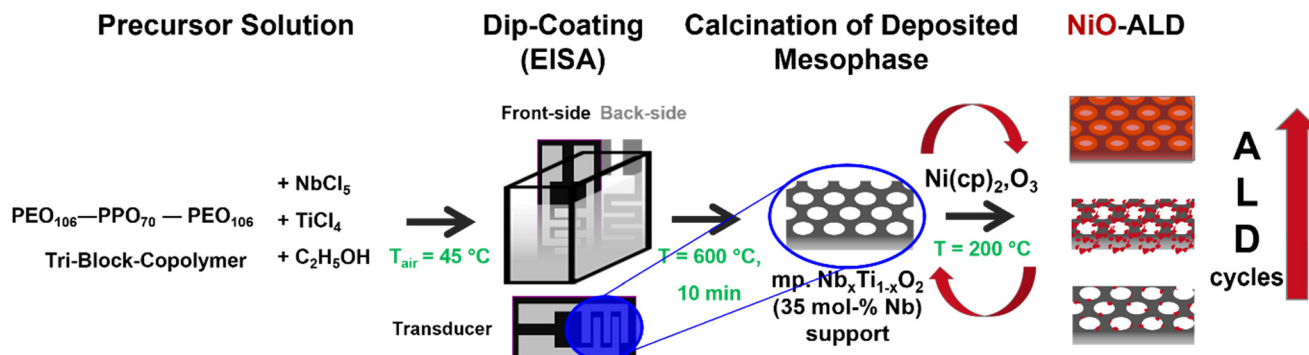 Precursor Solution
Dip-Coating
(EISA)
Calcination of Deposited
Mesophase
NiO-ALD
Front-side Back-side
PEO₁₀₆—PPO₇₀ — PEO₁₀₆
Tri-Block-Copolymer
+ NbCl₅
+ TiCl₄
+ C₂H₅OH
T_air = 45 °C
Transducer
T = 600 °C,
10 min
mp. NbₓTi₁₋ₓO₂
(35 mol-% Nb)
support
Ni(cp)₂,O₃
T = 200 °C
A
L
D
cycles